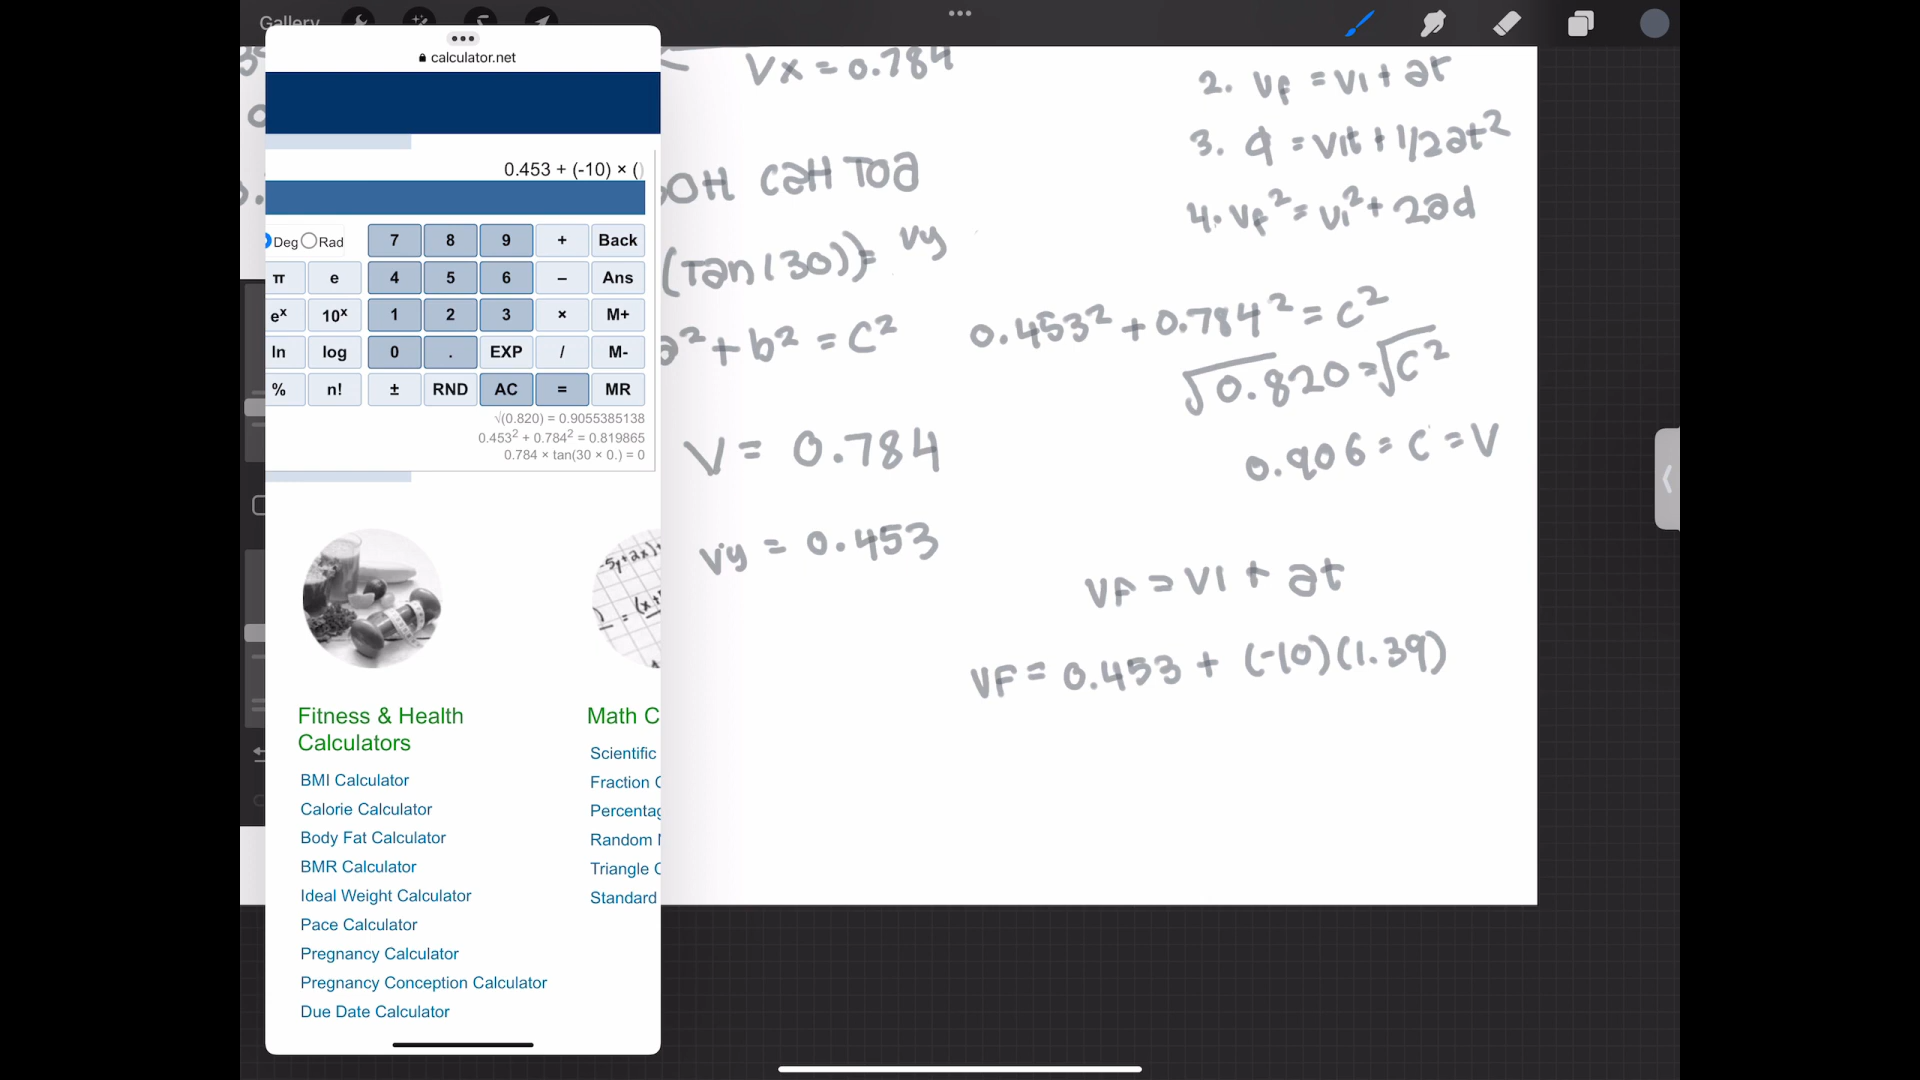 Gallery
calculator.net
0.453 + (-10) × ()
Deg Rad
7 8 9 + Back
π e 4 5 6 – Ans
eˣ 10ˣ 1 2 3 × M+
ln log 0 . EXP / M-
% n! ± RND AC = MR
√(0.820) = 0.9055385138
0.453² + 0.784² = 0.819865
0.784 × tan(30 × 0.) = 0
Fitness & Health
Calculators
BMI Calculator
Calorie Calculator
Body Fat Calculator
BMR Calculator
Ideal Weight Calculator
Pace Calculator
Pregnancy Calculator
Pregnancy Conception Calculator
Due Date Calculator
Math C
Scientific
Fraction
Percentag
Random
Triangle
Standard
Vx = 0.784
OH CaH Toa
(Tan(30)) = Vy
a² + b² = C²
V = 0.784
Vy = 0.453
2. Vf = Vi + at
3. d = Vit + 1/2at²
4. Vf² = Vi² + 2ad
0.453² + 0.784² = C²
√0.820 = √C²
0.906 = C = V
VF = Vi + at
VF = 0.453 + (-10)(1.39)